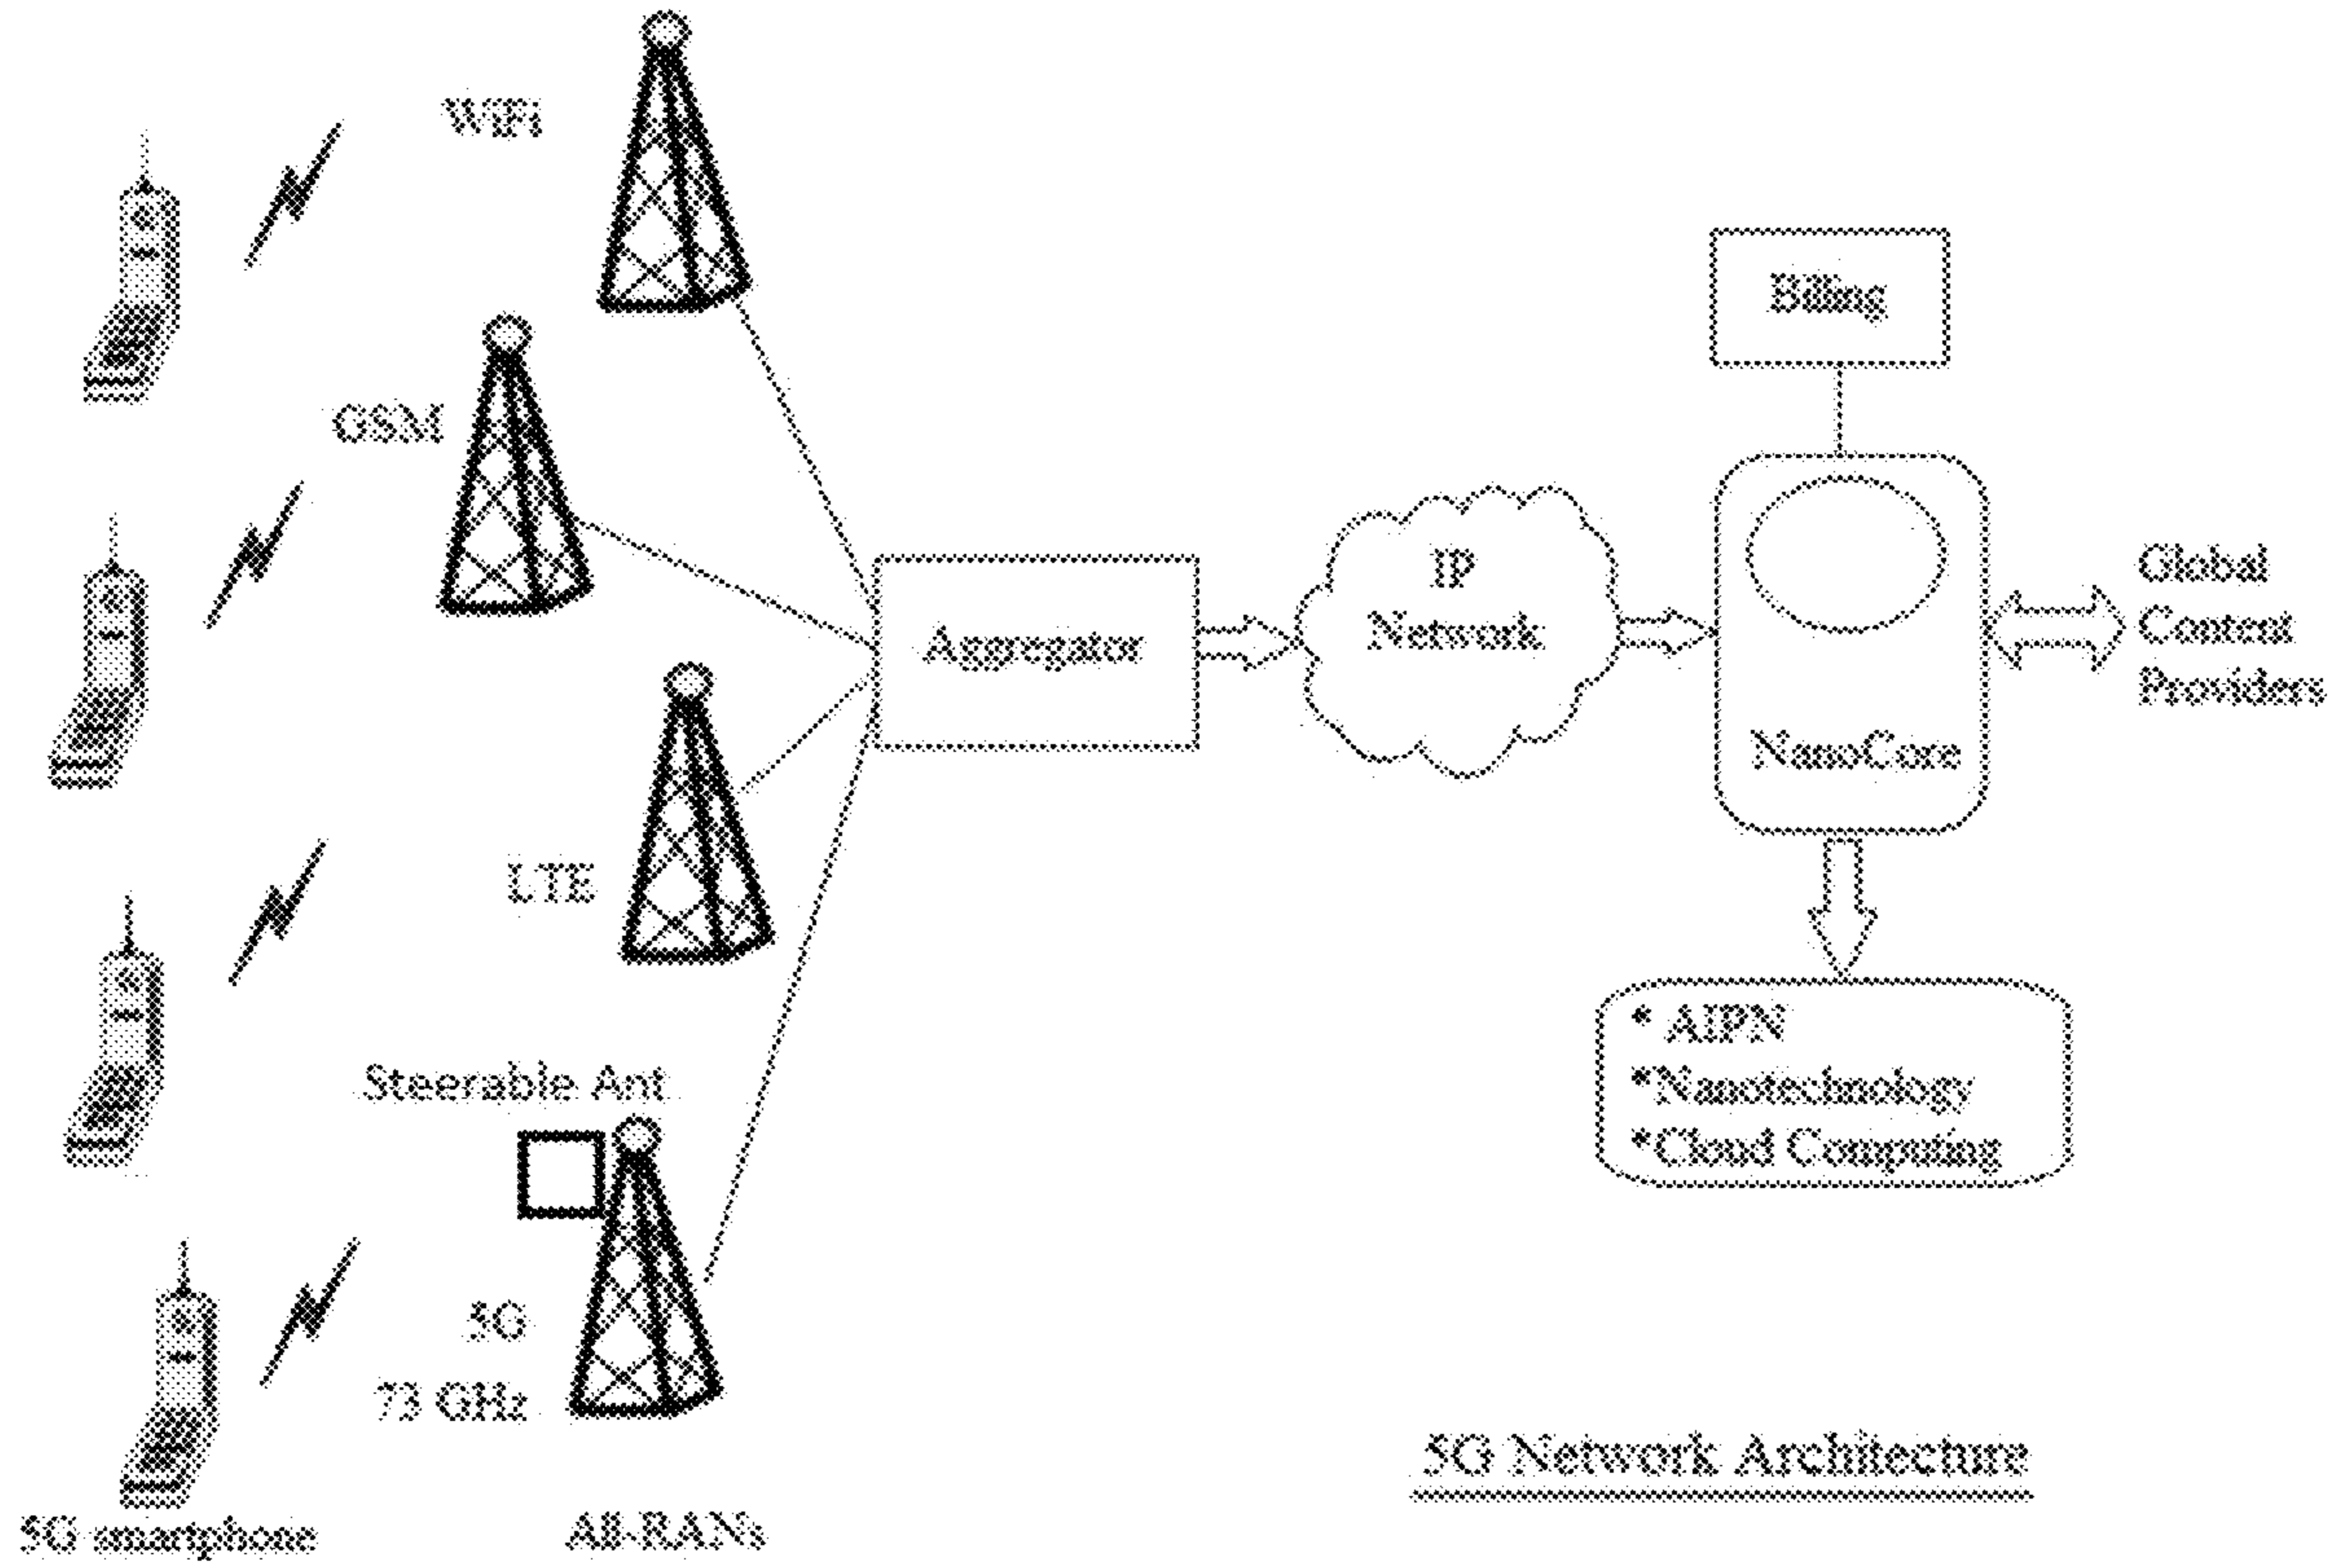 WiFi
GSM
LTE
Steerable Ant
5G
73 GHz
5G smartphone
All-RANs
Aggregator
IP
Network
Billing
NanoCore
Global
Content
Providers
* AIPN
*Nanotechnology
*Cloud Computing
5G Network Architecture